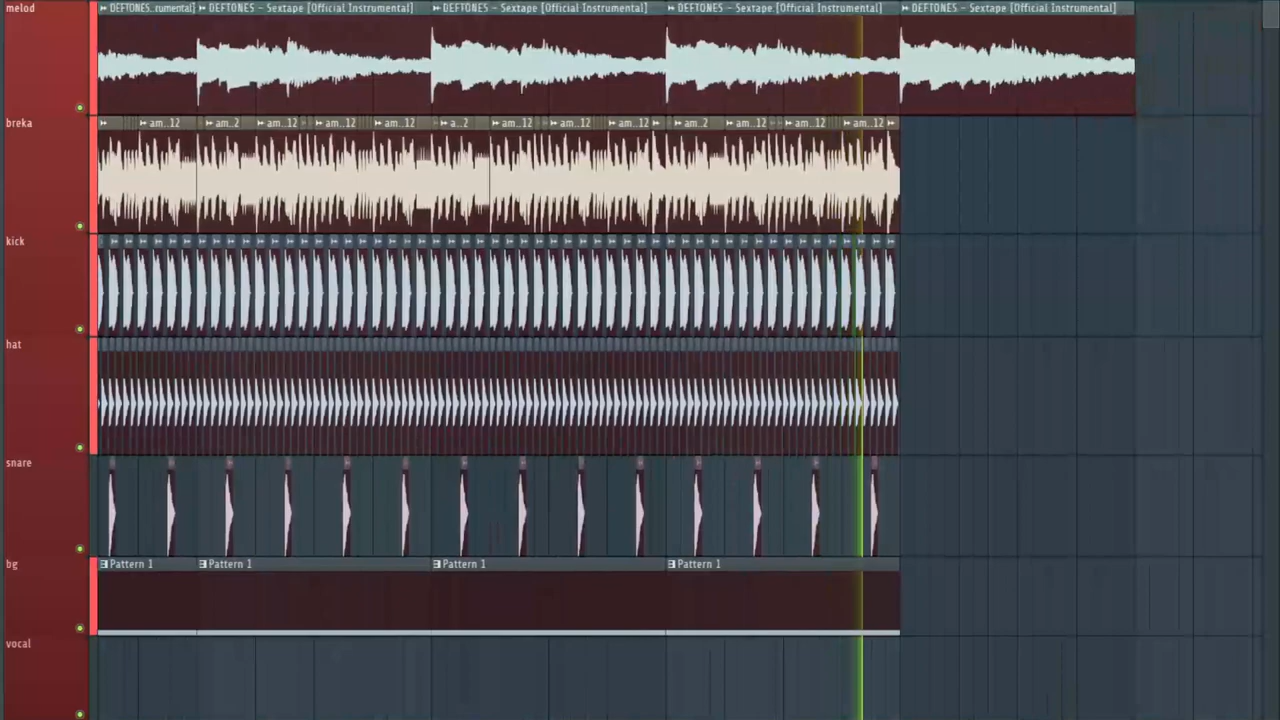 melod
DEFTONES..rumental] DEFTONES - Sextape [Official Instrumental] DEFTONES - Sextape [Official Instrumental] DEFTONES - Sextape [Official Instrumental] DEFTONES - Sextape [Official Instrumental]
breka
am..12 am..2 am..12 am..12 am..12 a..2 am..12 am..12 am..12 am..2 am..12 am..12 am..12
kick
hat
snare
bg
Pattern 1 Pattern 1 Pattern 1 Pattern 1
vocal